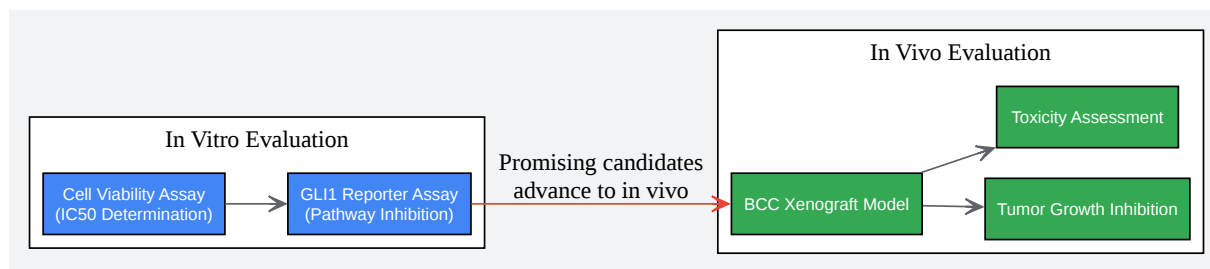 In Vitro Evaluation
Cell Viability Assay
(IC50 Determination)
GLI1 Reporter Assay
(Pathway Inhibition)
Promising candidates
advance to in vivo
In Vivo Evaluation
BCC Xenograft Model
Toxicity Assessment
Tumor Growth Inhibition